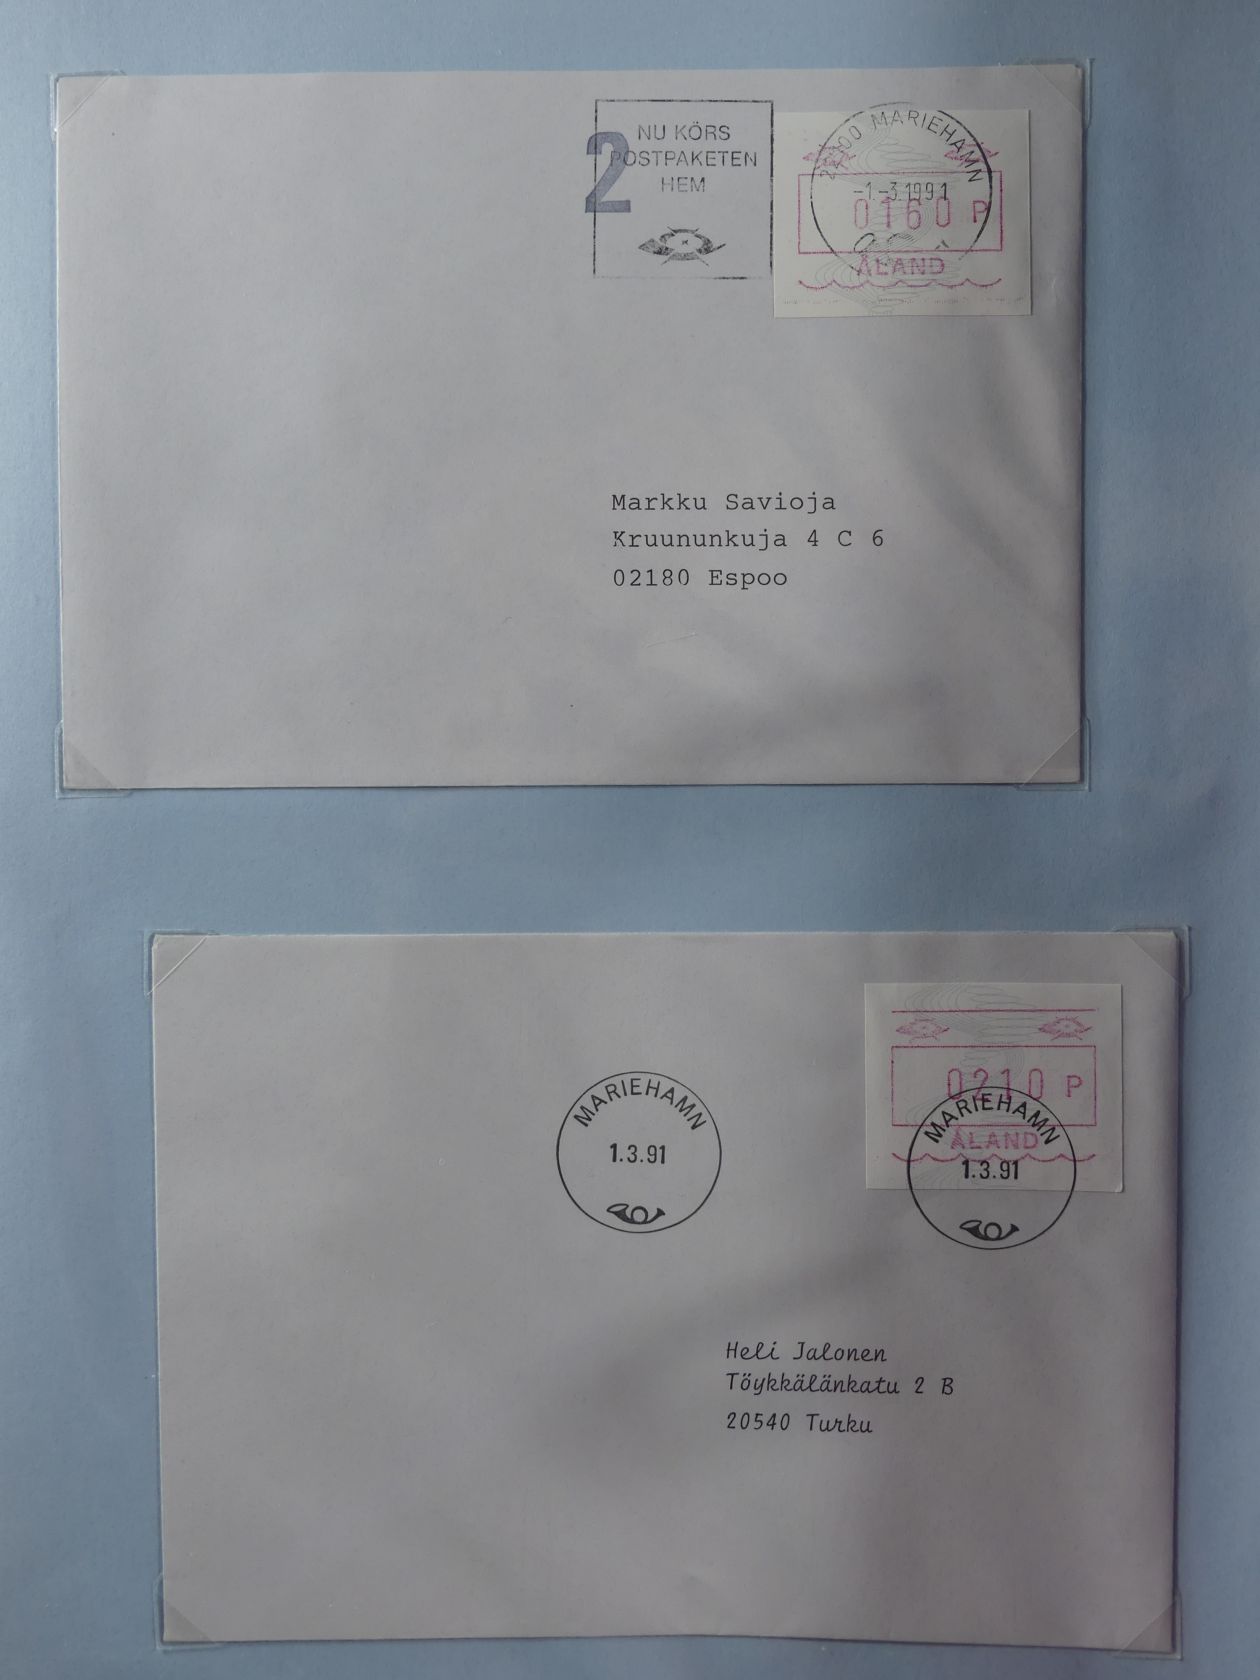 2
NU KÖRS
POSTPAKETEN
HEM
22100 MARIEHAMN
-1.-3.1991
0160 P
ÅLAND
Markku Savioja
Kruununkuja 4 C 6
02180 Espoo
0210 P
ÅLAND
MARIEHAMN
1.3.91
MARIEHAMN
1.3.91
Heli Jalonen
Töykkälänkatu 2 B
20540 Turku